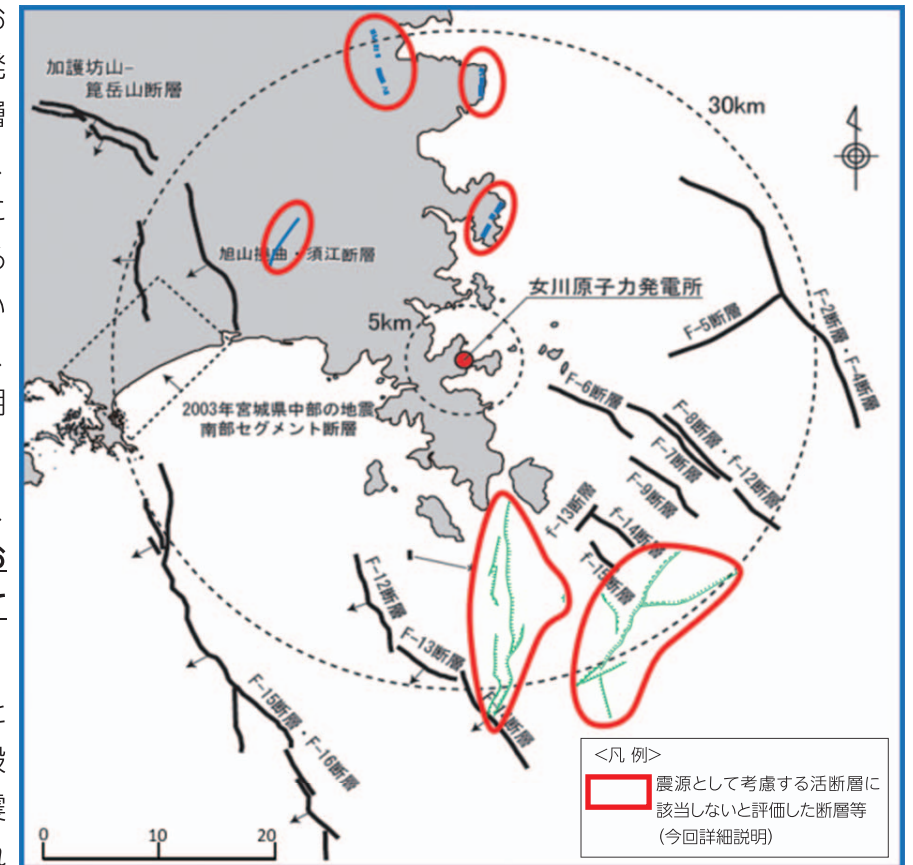 加護坊山-
箟岳山断層
30km
旭山撓曲・須江断層
女川原子力発電所
5km
F-5断層
F-2断層・F-4断層
2003年宮城県中部の地震
南部セグメント断層
F-6断層
F-8断層・f-12断層
F-7断層
F-9断層
f-13断層
f-14断層
f-15断層
F-12断層
F-13断層
F-15断層・F-16断層
0 10 20
<凡 例>
震源として考慮する活断層に
該当しないと評価した断層等
(今回詳細説明)